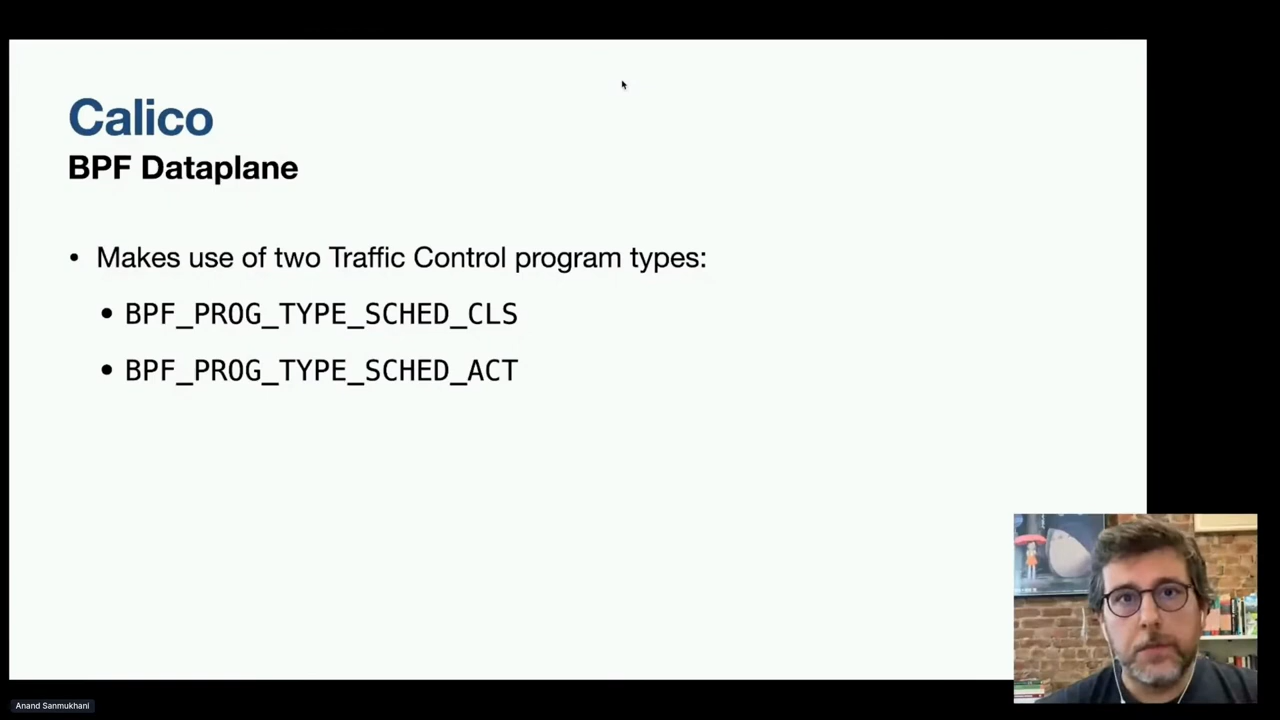 Calico
BPF Dataplane
• Makes use of two Traffic Control program types:
• BPF_PROG_TYPE_SCHED_CLS
• BPF_PROG_TYPE_SCHED_ACT
Anand Sanmukhani